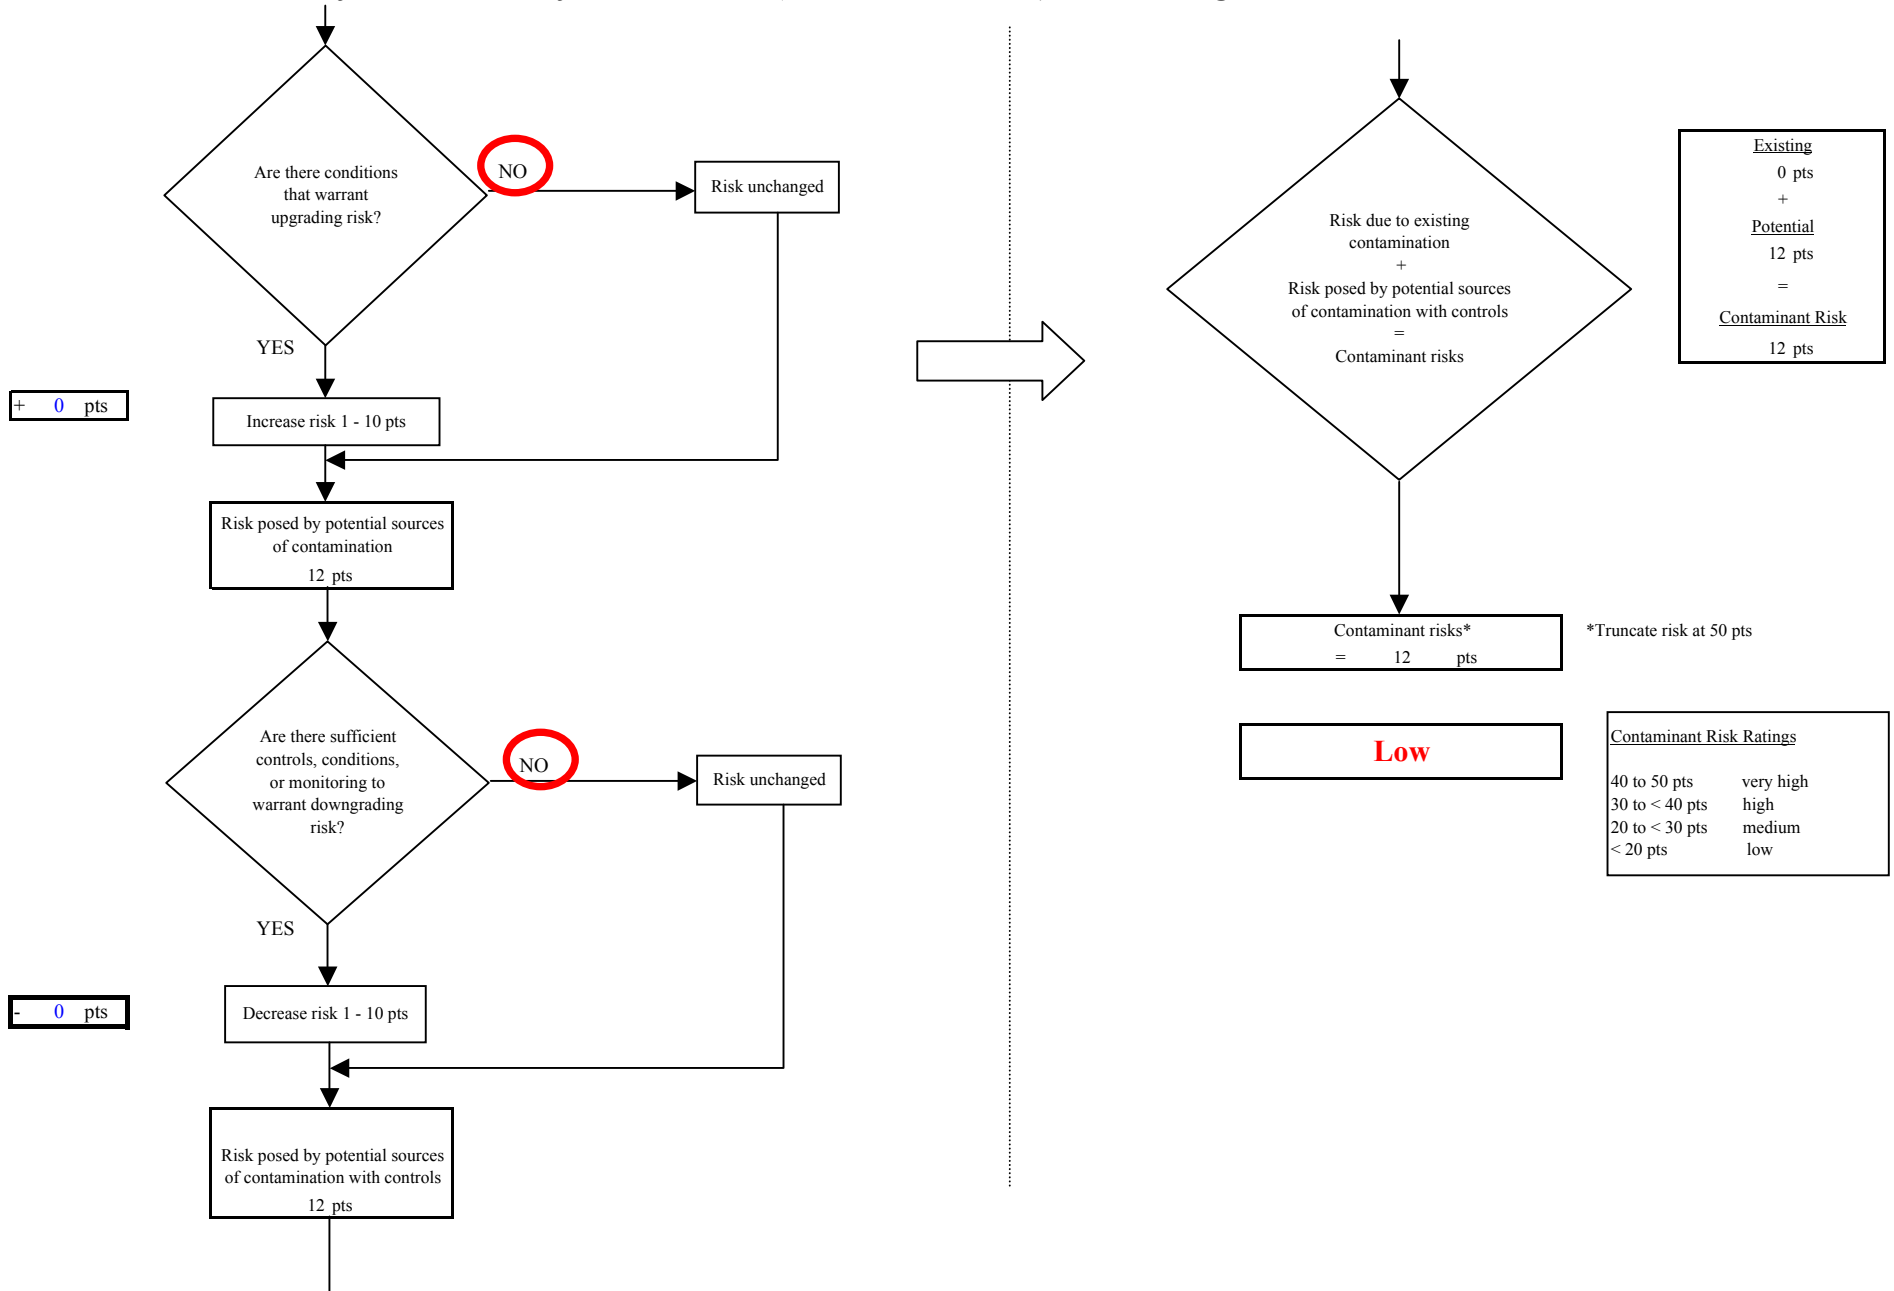 Are there conditions
that warrant
upgrading risk?
NO
Risk unchanged
YES
+ 0 pts
Increase risk 1 - 10 pts
Risk posed by potential sources
of contamination
12 pts
Are there sufficient
controls, conditions,
or monitoring to
warrant downgrading
risk?
NO
Risk unchanged
YES
- 0 pts
Decrease risk 1 - 10 pts
Risk posed by potential sources
of contamination with controls
12 pts
Risk due to existing
contamination
+
Risk posed by potential sources
of contamination with controls
=
Contaminant risks
Existing
0 pts
+
Potential
12 pts
=
Contaminant Risk
12 pts
Contaminant risks*
= 12 pts
*Truncate risk at 50 pts
Low
Contaminant Risk Ratings
40 to 50 pts very high
30 to < 40 pts high
20 to < 30 pts medium
< 20 pts low